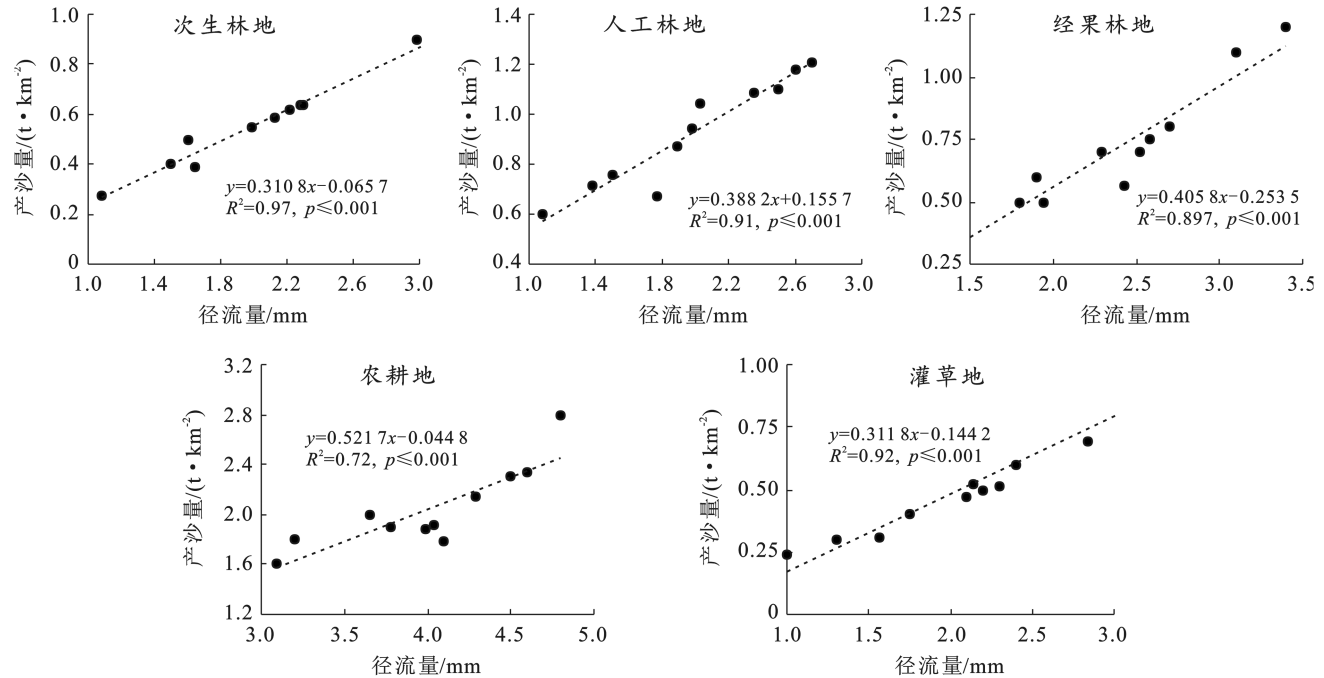 次生林地
1.0
0.8
0.6
0.4
0.2
0
产沙量/(t·km⁻²)
y=0.310 8x−0.065 7
R²=0.97, p≤0.001
1.0 1.4 1.8 2.2 2.6 3.0
径流量/mm
人工林地
1.4
1.2
1.0
0.8
0.6
0.4
产沙量/(t·km⁻²)
y=0.388 2x+0.155 7
R²=0.91, p≤0.001
1.0 1.4 1.8 2.2 2.6 3.0
径流量/mm
经果林地
1.25
1.00
0.75
0.50
0.25
产沙量/(t·km⁻²)
y=0.405 8x−0.253 5
R²=0.897, p≤0.001
1.5 2.0 2.5 3.0 3.5
径流量/mm
农耕地
3.2
2.8
2.4
2.0
1.6
1.2
产沙量/(t·km⁻²)
y=0.521 7x−0.044 8
R²=0.72, p≤0.001
3.0 3.5 4.0 4.5 5.0
径流量/mm
灌草地
1.00
0.75
0.50
0.25
0
产沙量/(t·km⁻²)
y=0.311 8x−0.144 2
R²=0.92, p≤0.001
1.0 1.5 2.0 2.5 3.0
径流量/mm